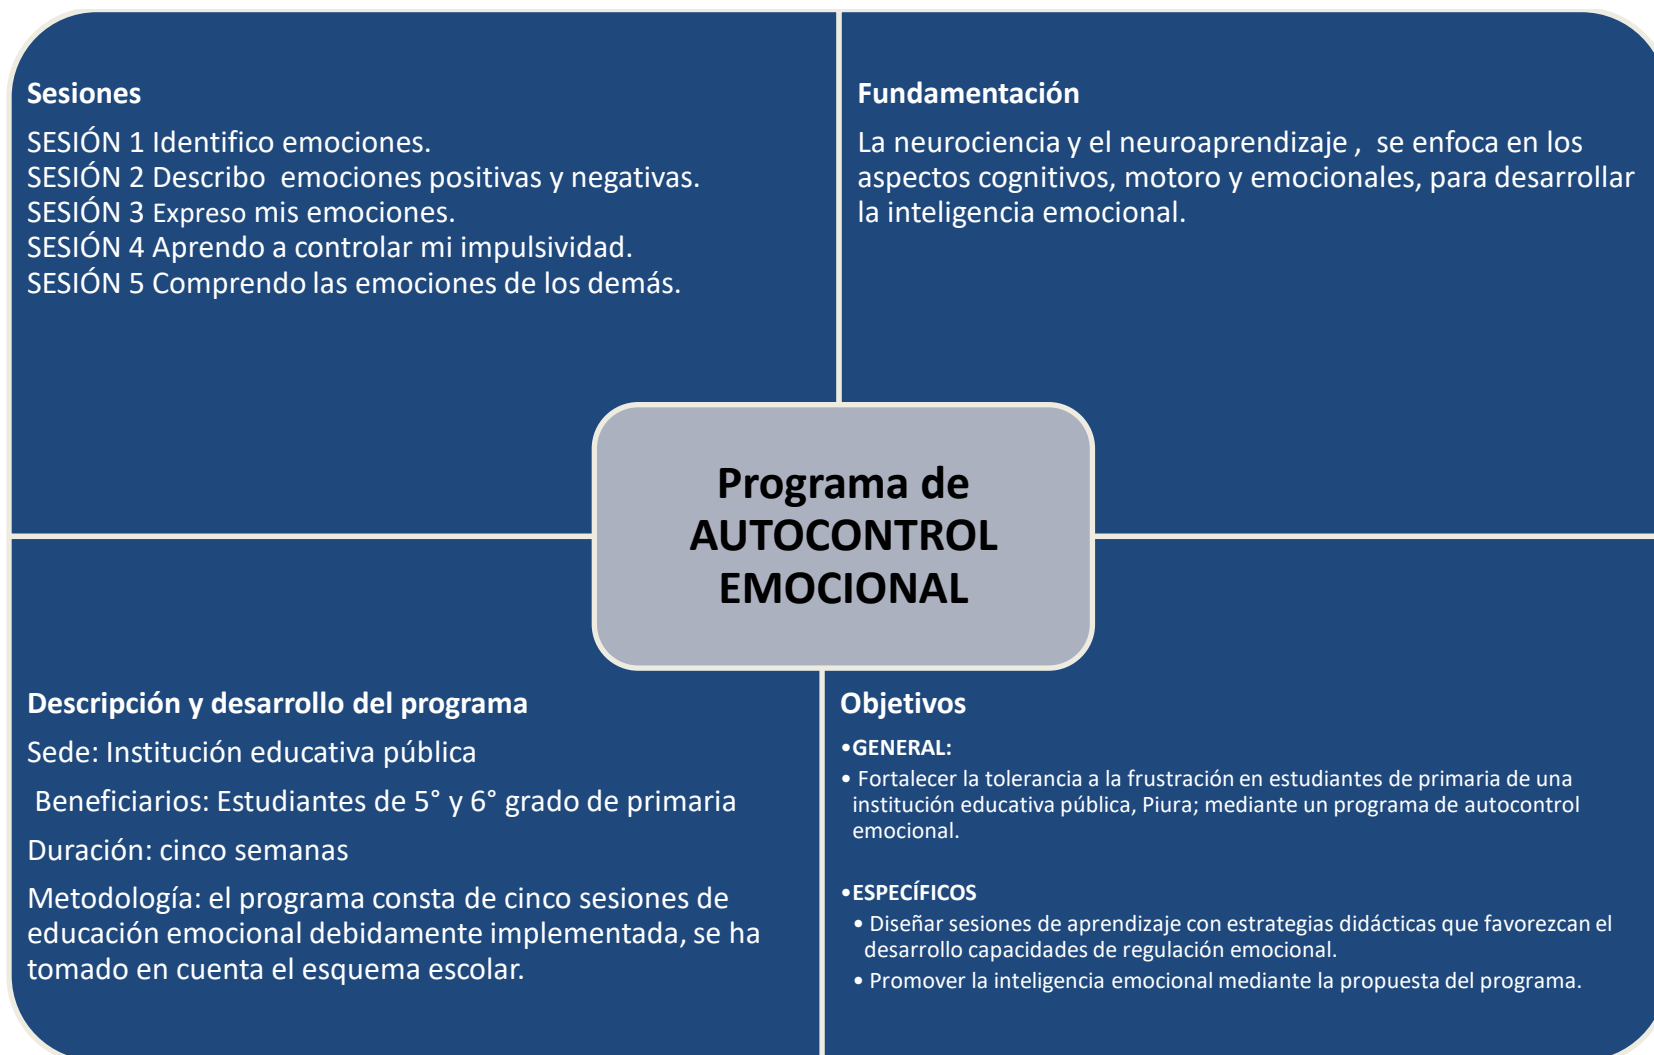 Sesiones
SESIÓN 1 Identifico emociones.
SESIÓN 2 Describo  emociones positivas y negativas.
SESIÓN 3 Expreso mis emociones.
SESIÓN 4 Aprendo a controlar mi impulsividad.
SESIÓN 5 Comprendo las emociones de los demás.
Fundamentación
La neurociencia y el neuroaprendizaje ,  se enfoca en los
aspectos cognitivos, motoro y emocionales, para desarrollar
la inteligencia emocional.
Programa de
AUTOCONTROL
EMOCIONAL
Descripción y desarrollo del programa
Sede: Institución educativa pública
Beneficiarios: Estudiantes de 5° y 6° grado de primaria
Duración: cinco semanas
Metodología: el programa consta de cinco sesiones de
educación emocional debidamente implementada, se ha
tomado en cuenta el esquema escolar.
Objetivos
•GENERAL:
• Fortalecer la tolerancia a la frustración en estudiantes de primaria de una
institución educativa pública, Piura; mediante un programa de autocontrol
emocional.
•ESPECÍFICOS
• Diseñar sesiones de aprendizaje con estrategias didácticas que favorezcan el
desarrollo capacidades de regulación emocional.
• Promover la inteligencia emocional mediante la propuesta del programa.